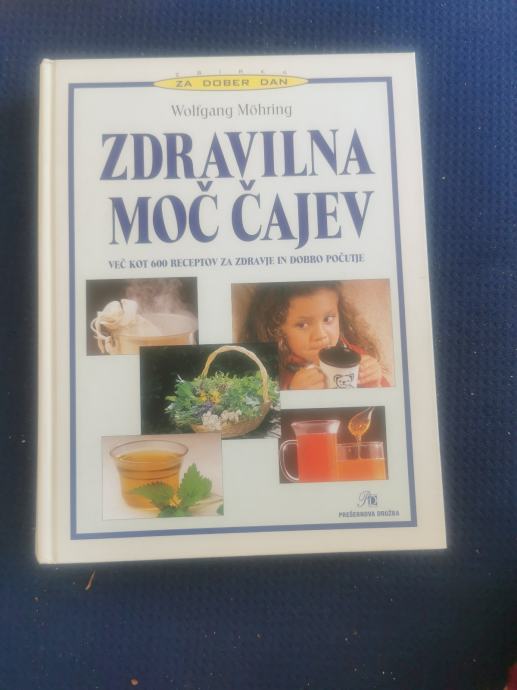 ZBIRKA
ZA DOBER DAN
Wolfgang Möhring
ZDRAVILNA
MOČ ČAJEV
VEČ KOT 600 RECEPTOV ZA ZDRAVJE IN DOBRO POČUTJE
PREŠERNOVA DRUŽBA